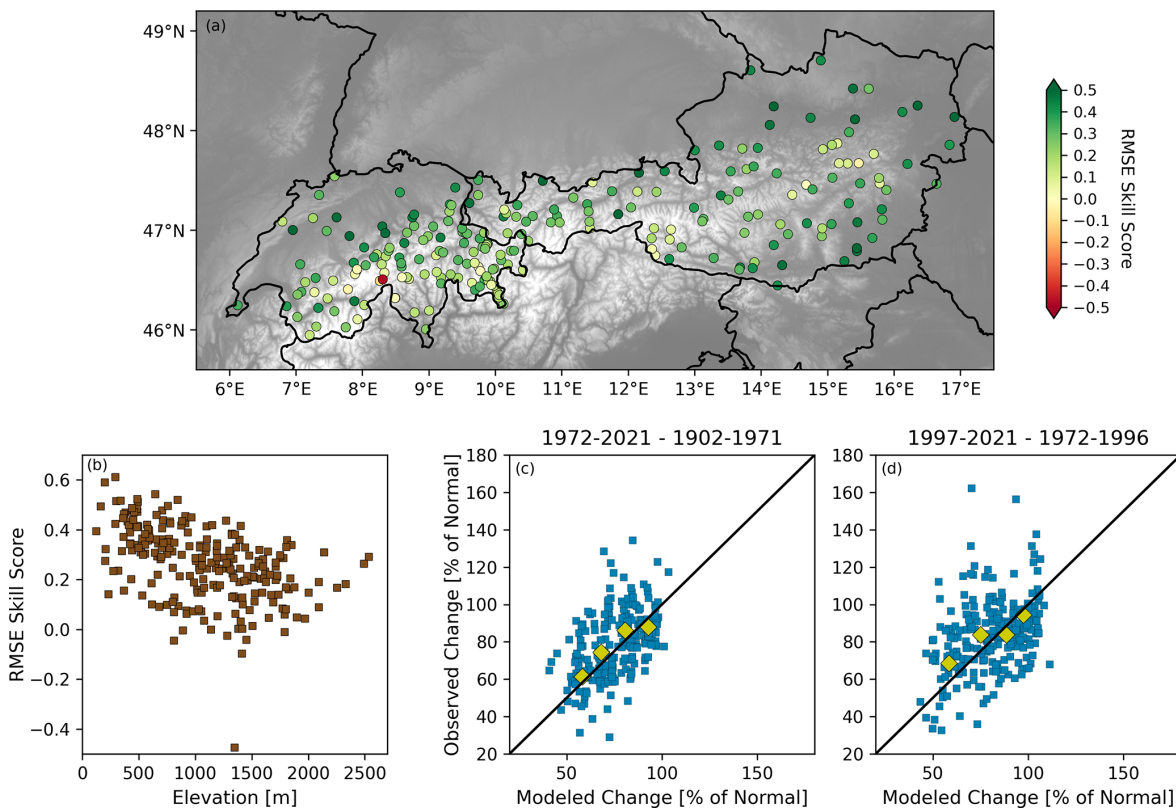 (a)
49°N
48°N
47°N
46°N
6°E 7°E 8°E 9°E 10°E 11°E 12°E 13°E 14°E 15°E 16°E 17°E
0.5
0.4
0.3
0.2
0.1
0.0
−0.1
−0.2
−0.3
−0.4
−0.5
RMSE Skill Score
(b)
0.6
0.4
0.2
0.0
−0.2
−0.4
RMSE Skill Score
0 500 1000 1500 2000 2500
Elevation [m]
1972-2021 - 1902-1971
(c)
180
160
140
120
100
80
60
40
20
Observed Change [% of Normal]
50 100 150
Modeled Change [% of Normal]
1997-2021 - 1972-1996
(d)
180
160
140
120
100
80
60
40
20
50 100 150
Modeled Change [% of Normal]